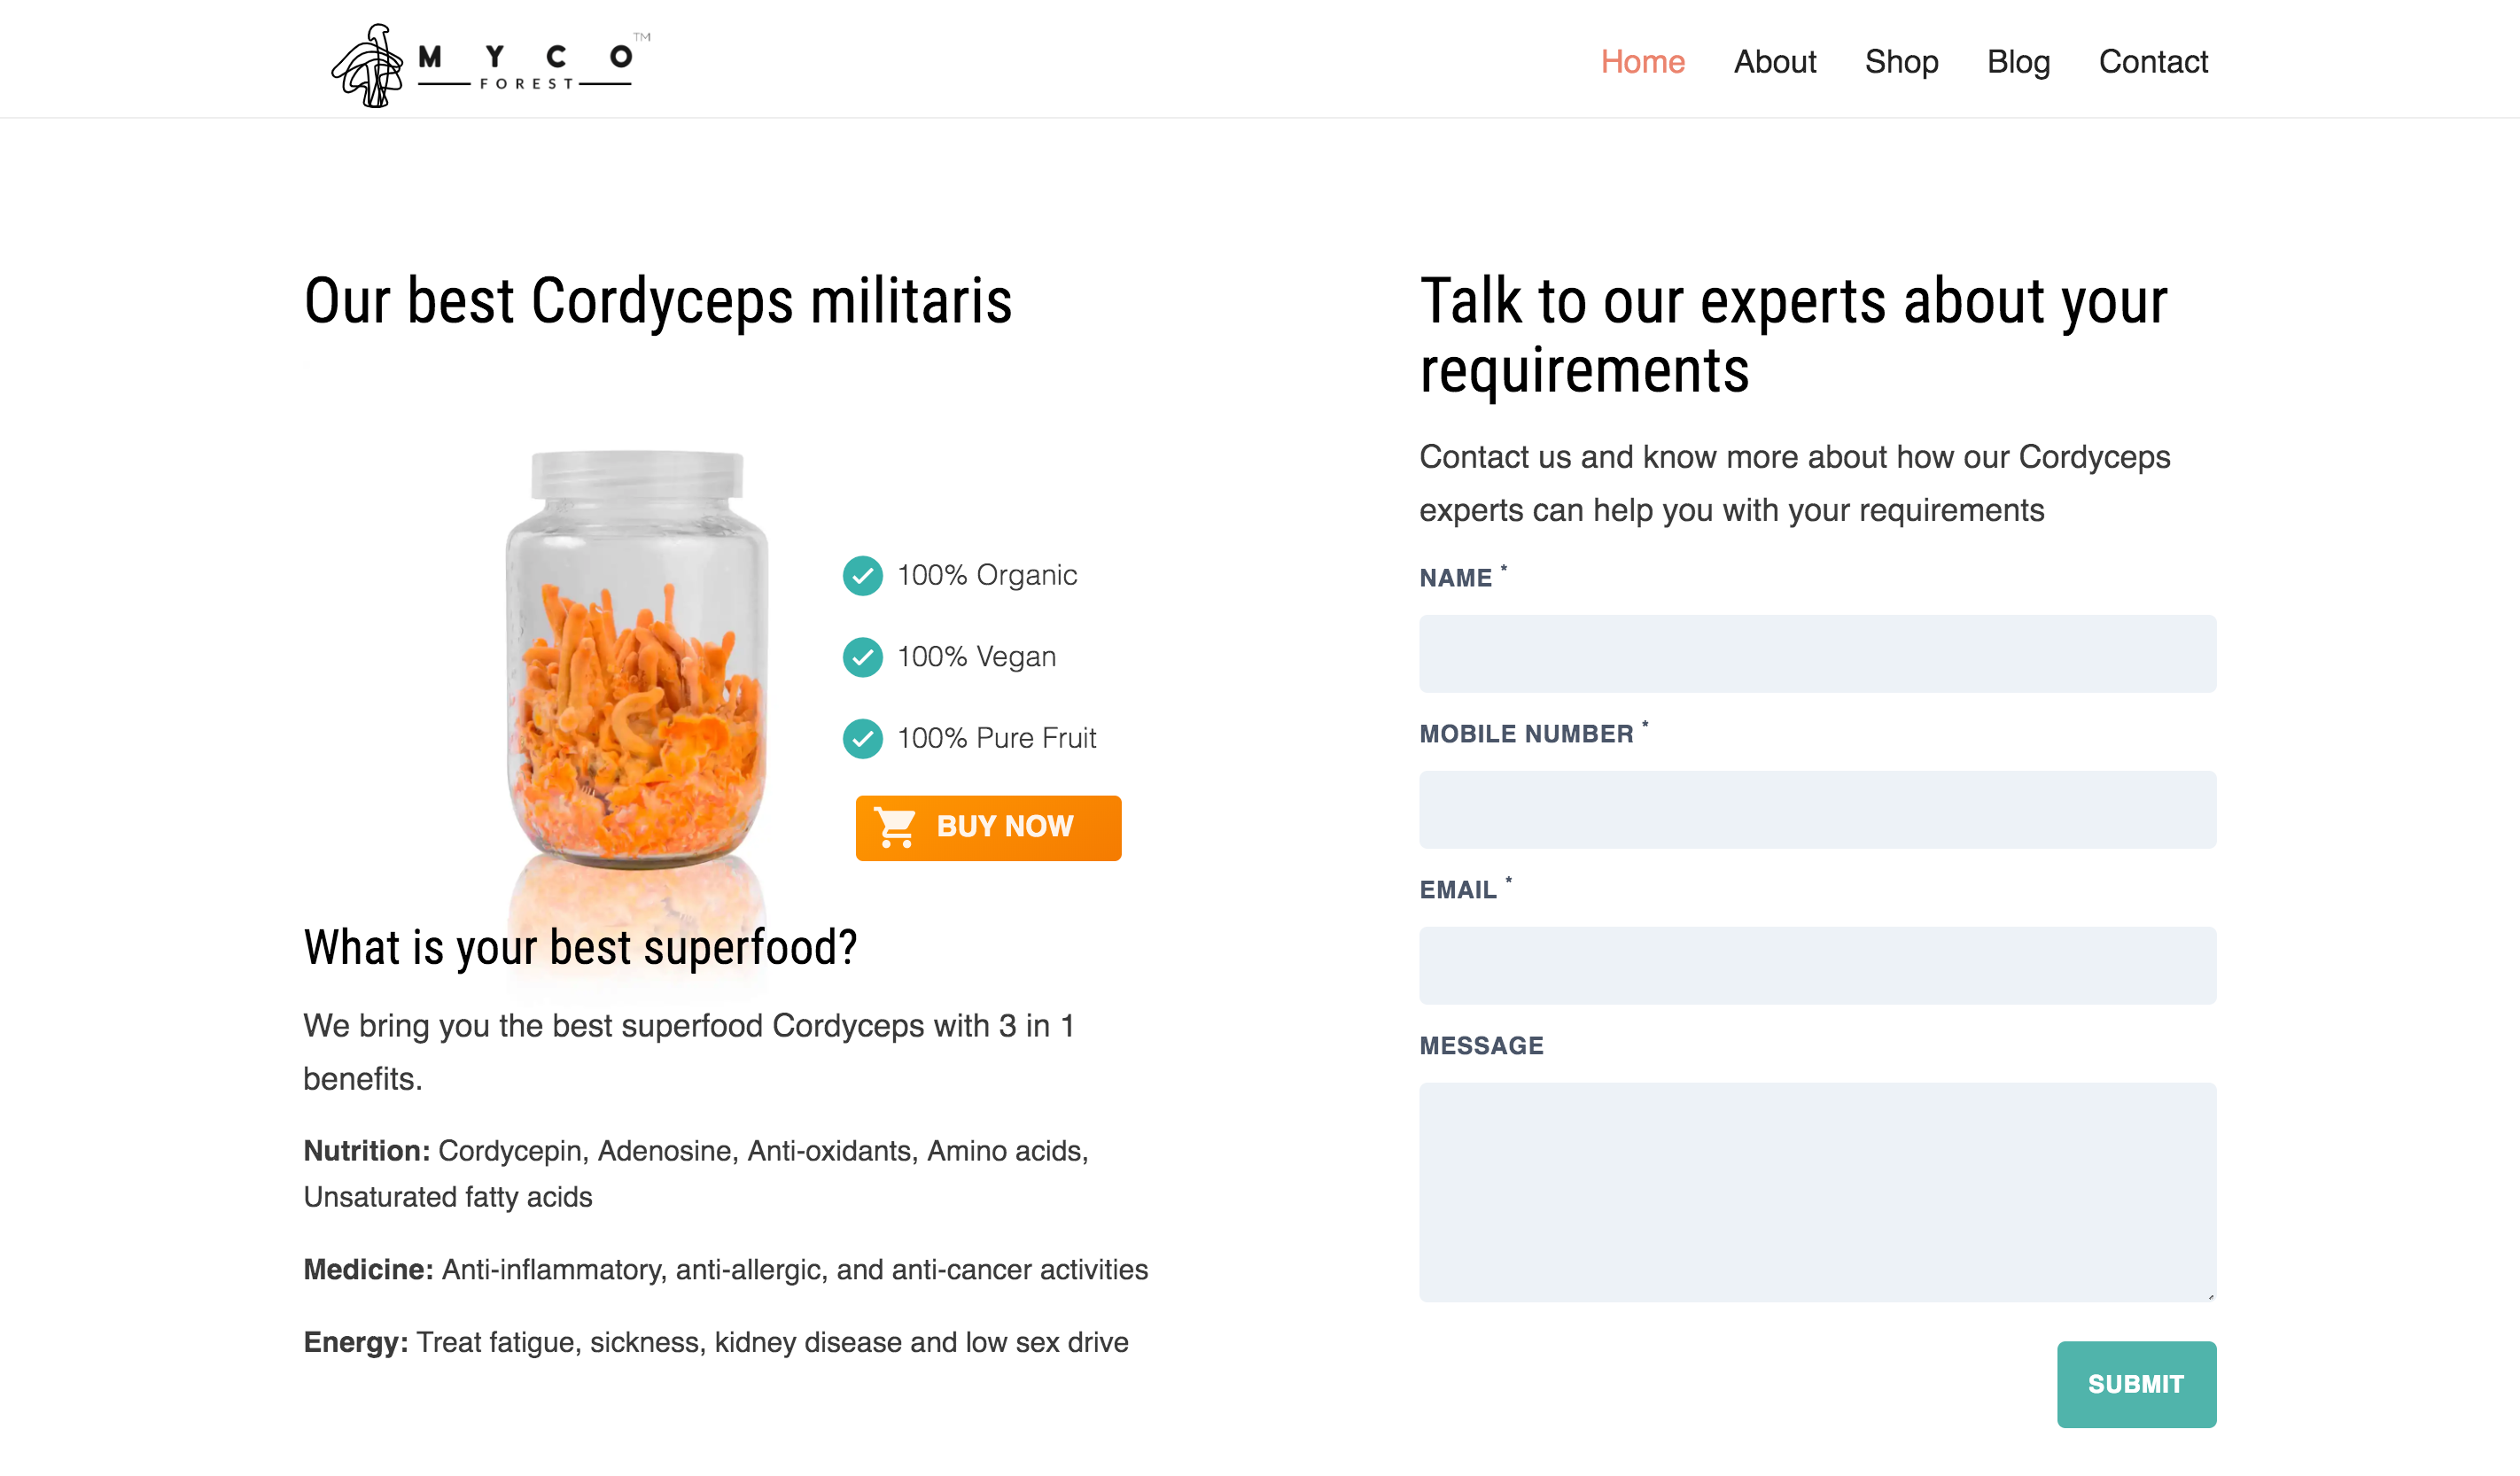 MYCO™
FOREST
Home About Shop Blog Contact
Our best Cordyceps militaris
100% Organic
100% Vegan
100% Pure Fruit
BUY NOW
What is your best superfood?
We bring you the best superfood Cordyceps with 3 in 1
benefits.
Nutrition: Cordycepin, Adenosine, Anti-oxidants, Amino acids,
Unsaturated fatty acids
Medicine: Anti-inflammatory, anti-allergic, and anti-cancer activities
Energy: Treat fatigue, sickness, kidney disease and low sex drive
Talk to our experts about your
requirements
Contact us and know more about how our Cordyceps
experts can help you with your requirements
NAME *
MOBILE NUMBER *
EMAIL *
MESSAGE
SUBMIT